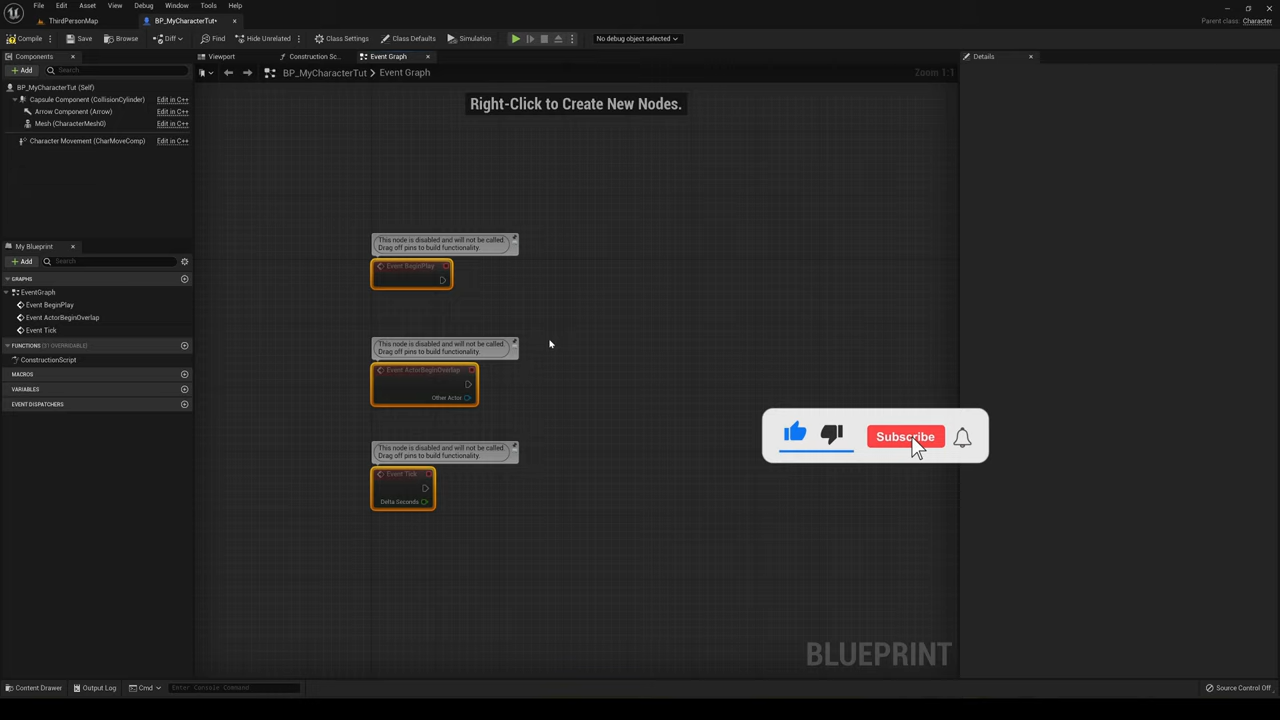 File Edit Asset View Debug Window Tools Help
ThirdPersonMap BP_MyCharacterTut* Parent class: Character
Compile Save Browse Diff Find Hide Unrelated Class Settings Class Defaults Simulation No debug object selected
Components Viewport Construction Sc.. Event Graph Details
Add Search BP_MyCharacterTut Event Graph Zoom 1:1
BP_MyCharacterTut (Self)
Capsule Component (CollisionCylinder) Edit in C++
Arrow Component (Arrow) Edit in C++
Mesh (CharacterMesh0) Edit in C++
Character Movement (CharMoveComp) Edit in C++
Right-Click to Create New Nodes.
My Blueprint
Add Search
GRAPHS
EventGraph
Event BeginPlay
Event ActorBeginOverlap
Event Tick
FUNCTIONS (31 OVERRIDABLE)
ConstructionScript
MACROS
VARIABLES
EVENT DISPATCHERS
This node is disabled and will not be called.
Drag off pins to build functionality.
Event BeginPlay
This node is disabled and will not be called.
Drag off pins to build functionality.
Event ActorBeginOverlap
Other Actor
This node is disabled and will not be called.
Drag off pins to build functionality.
Event Tick
Delta Seconds
Subscribe
BLUEPRINT
Content Drawer Output Log Cmd Enter Console Command Source Control Off